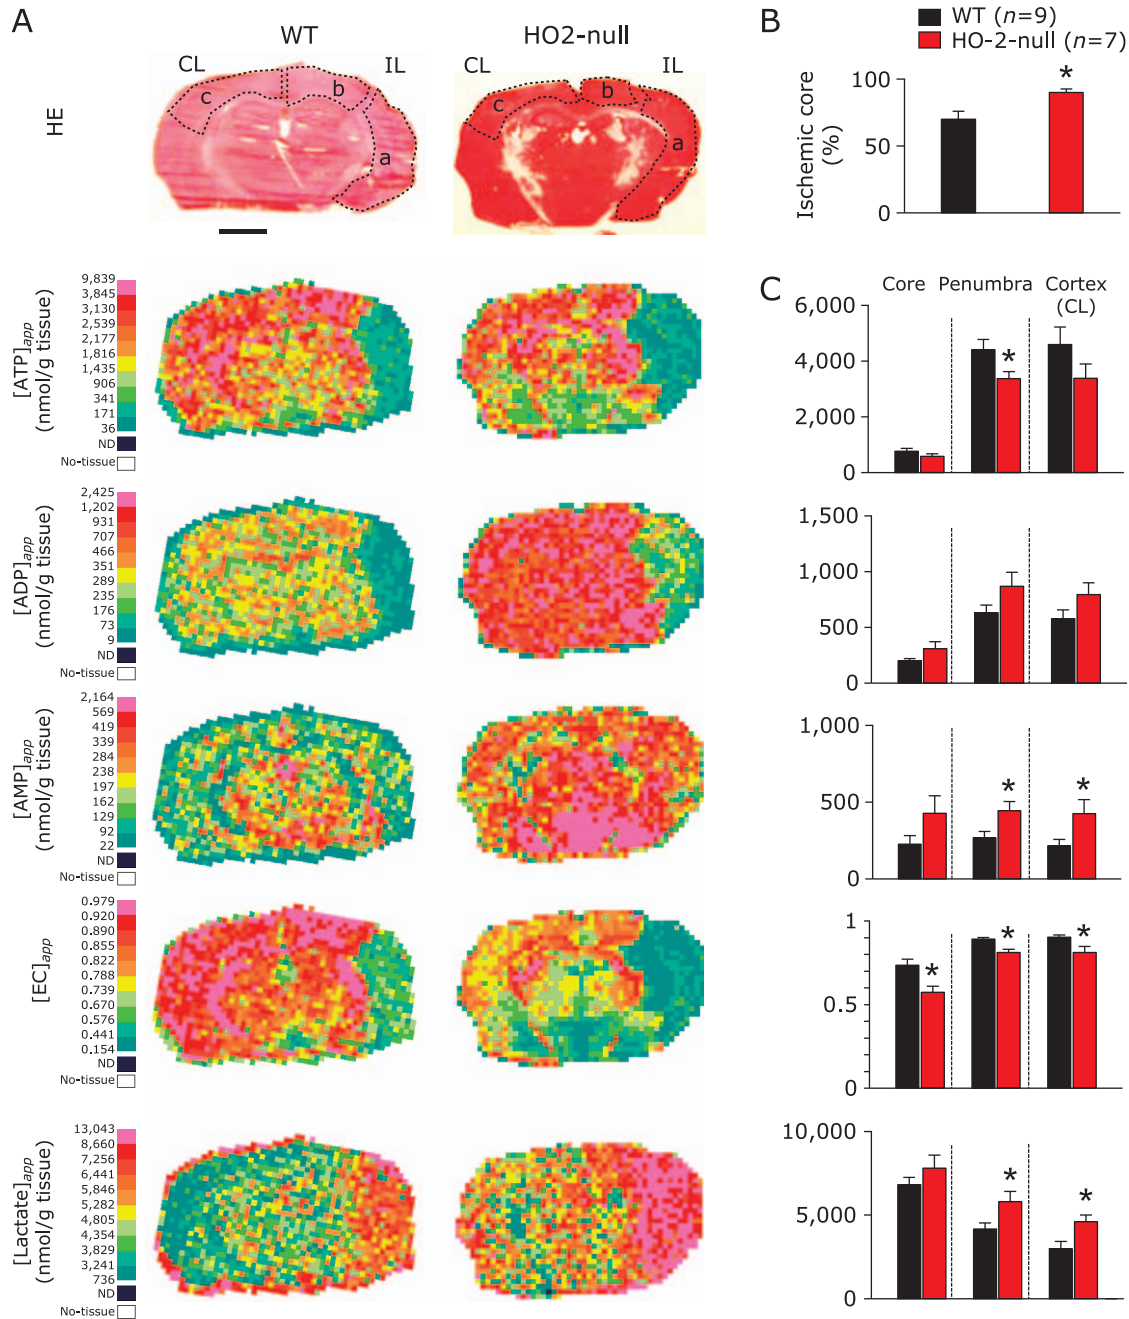 A
WT
HO2-null
CL
IL
CL
IL
c
b
a
c
b
a
HE
[ATP]app
(nmol/g tissue)
9,839
3,845
3,130
2,539
2,177
1,816
1,435
906
341
171
36
ND
No-tissue
[ADP]app
(nmol/g tissue)
2,425
1,202
931
707
466
351
289
235
176
73
9
ND
No-tissue
[AMP]app
(nmol/g tissue)
2,164
569
419
339
284
238
197
162
129
92
22
ND
No-tissue
[EC]app
0.979
0.920
0.890
0.855
0.822
0.788
0.739
0.670
0.576
0.441
0.154
ND
No-tissue
[Lactate]app
(nmol/g tissue)
13,043
8,660
7,256
6,441
5,846
5,282
4,805
4,354
3,829
3,241
736
ND
No-tissue
B
WT (n=9)
HO-2-null (n=7)
Ischemic core
(%)
100
50
0
*
C
Core
Penumbra
Cortex
(CL)
6,000
4,000
2,000
0
*
1,500
1,000
500
0
1,000
500
0
*
*
1
0.5
0
*
*
*
10,000
5,000
0
*
*